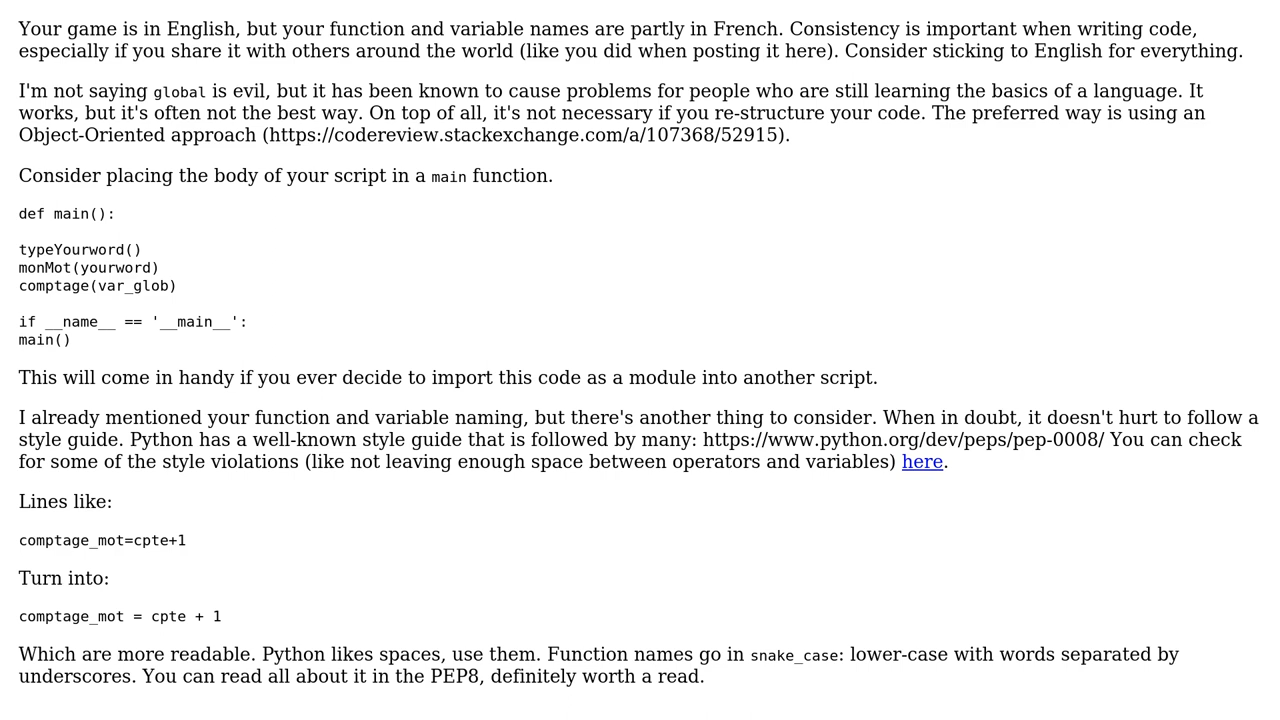 Your game is in English, but your function and variable names are partly in French. Consistency is important when writing code,
especially if you share it with others around the world (like you did when posting it here). Consider sticking to English for everything.
I'm not saying global is evil, but it has been known to cause problems for people who are still learning the basics of a language. It
works, but it's often not the best way. On top of all, it's not necessary if you re-structure your code. The preferred way is using an
Object-Oriented approach (https://codereview.stackexchange.com/a/107368/52915).
Consider placing the body of your script in a main function.
def main():
typeYourword()
monMot(yourword)
comptage(var_glob)
if __name__ == '__main__':
main()
This will come in handy if you ever decide to import this code as a module into another script.
I already mentioned your function and variable naming, but there's another thing to consider. When in doubt, it doesn't hurt to follow a
style guide. Python has a well-known style guide that is followed by many: https://www.python.org/dev/peps/pep-0008/ You can check
for some of the style violations (like not leaving enough space between operators and variables) here.
Lines like:
comptage_mot=cpte+1
Turn into:
comptage_mot = cpte + 1
Which are more readable. Python likes spaces, use them. Function names go in snake_case: lower-case with words separated by
underscores. You can read all about it in the PEP8, definitely worth a read.